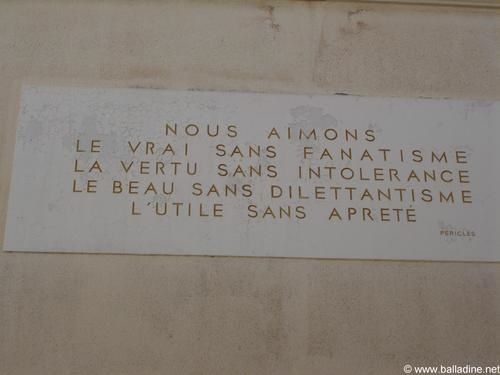 NOUS AIMONS
LE VRAI SANS FANATISME
LA VERTU SANS INTOLERANCE
LE BEAU SANS DILETTANTISME
L'UTILE SANS APRETÉ
PERICLES
© www.balladine.net